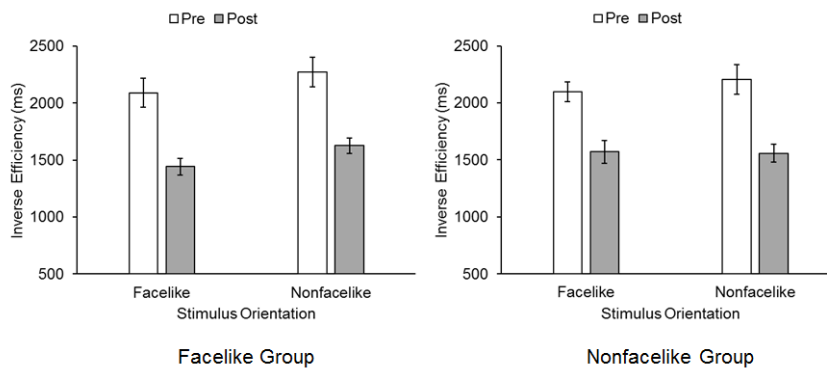 Pre Post
2500
2000
1500
1000
500
Inverse Efficiency (ms)
Facelike Nonfacelike
Stimulus Orientation
Facelike Group
Pre Post
2500
2000
1500
1000
500
Inverse Efficiency (ms)
Facelike Nonfacelike
Stimulus Orientation
Nonfacelike Group